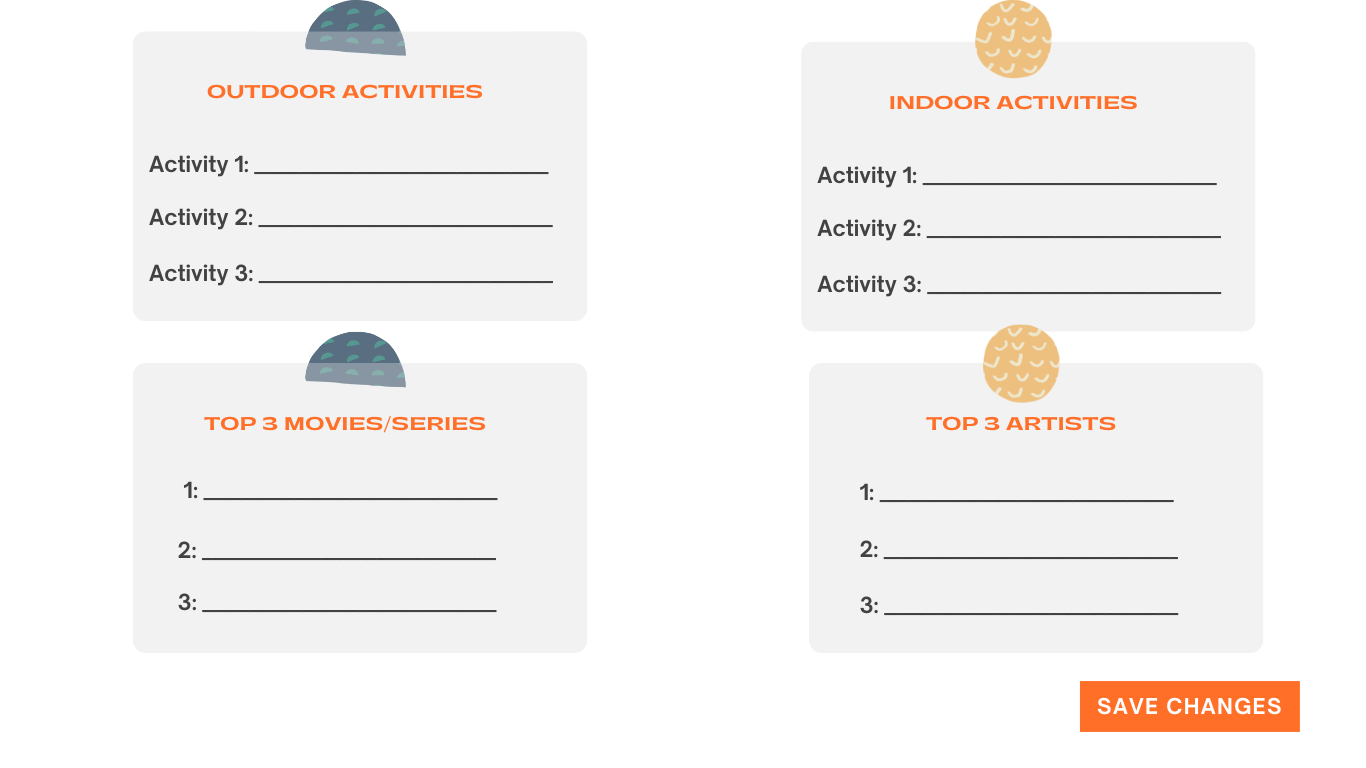 OUTDOOR ACTIVITIES
Activity 1: ______________________
Activity 2: ______________________
Activity 3: ______________________
INDOOR ACTIVITIES
Activity 1: ______________________
Activity 2: ______________________
Activity 3: ______________________
TOP 3 MOVIES/SERIES
1: ______________________
2: ______________________
3: ______________________
TOP 3 ARTISTS
1: ______________________
2: ______________________
3: ______________________
SAVE CHANGES